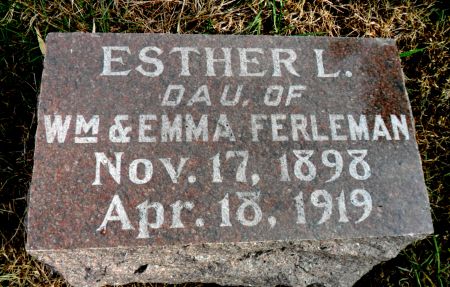 ESTHER L.
DAU. OF
WM & EMMA FERLEMAN
Nov. 17, 1898
Apr. 18, 1919